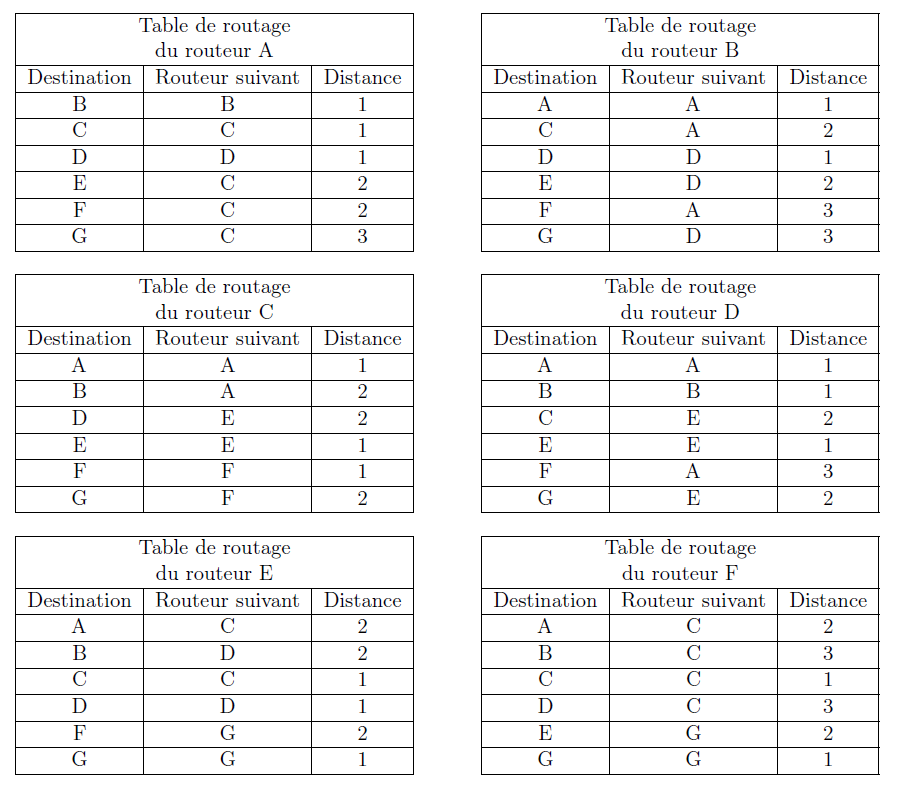 Table de routage
du routeur A
Destination Routeur suivant Distance
B B 1
C C 1
D D 1
E C 2
F C 2
G C 3
Table de routage
du routeur B
Destination Routeur suivant Distance
A A 1
C A 2
D D 1
E D 2
F A 3
G D 3
Table de routage
du routeur C
Destination Routeur suivant Distance
A A 1
B A 2
D E 2
E E 1
F F 1
G F 2
Table de routage
du routeur D
Destination Routeur suivant Distance
A A 1
B B 1
C E 2
E E 1
F A 3
G E 2
Table de routage
du routeur E
Destination Routeur suivant Distance
A C 2
B D 2
C C 1
D D 1
F G 2
G G 1
Table de routage
du routeur F
Destination Routeur suivant Distance
A C 2
B C 3
C C 1
D C 3
E G 2
G G 1